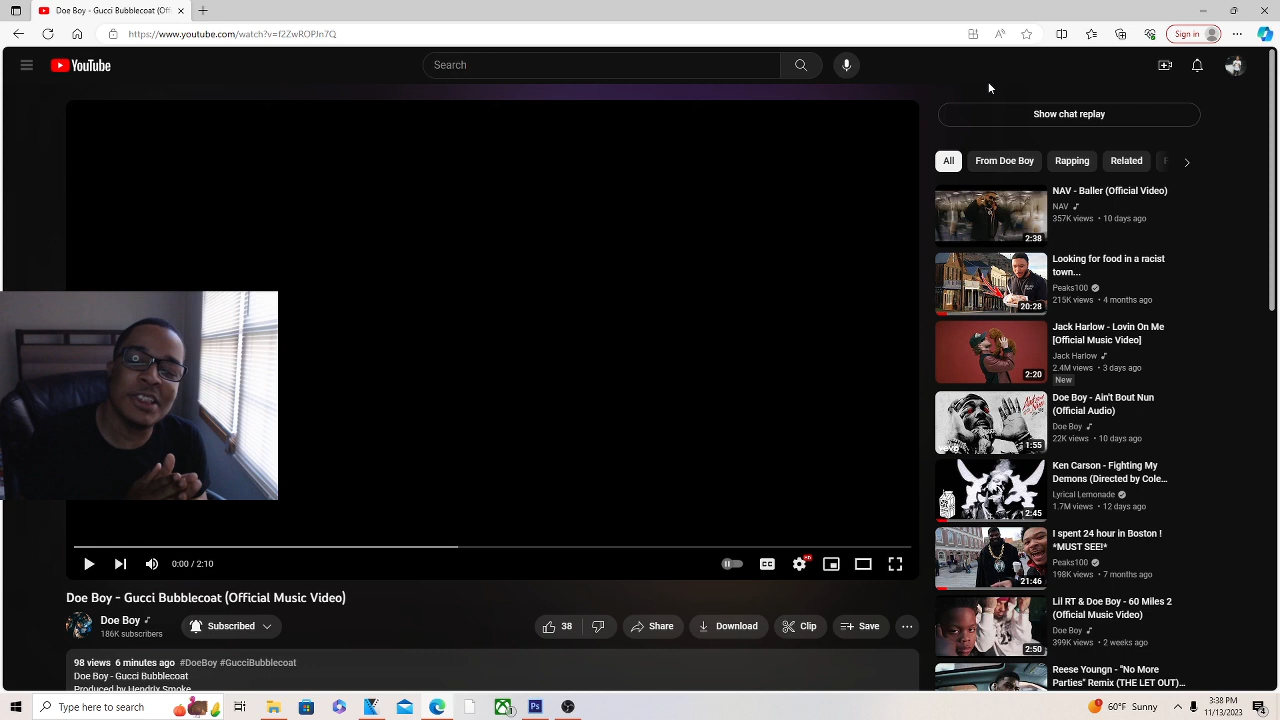 Doe Boy - Gucci Bubblecoat (Offi
https://www.youtube.com/watch?v=f2ZwROPJn7Q
Sign in
YouTube
Search
Show chat replay
All
From Doe Boy
Rapping
Related
NAV - Baller (Official Video)
NAV
357K views • 10 days ago
2:38
Looking for food in a racist
town...
Peaks100
215K views • 4 months ago
20:28
Jack Harlow - Lovin On Me
[Official Music Video]
Jack Harlow
2.4M views • 3 days ago
New
2:20
Doe Boy - Ain't Bout Nun
(Official Audio)
Doe Boy
22K views • 10 days ago
vevo
1:55
Ken Carson - Fighting My
Demons (Directed by Cole...
Lyrical Lemonade
1.7M views • 12 days ago
2:45
I spent 24 hour in Boston !
*MUST SEE!*
Peaks100
198K views • 7 months ago
21:46
Lil RT & Doe Boy - 60 Miles 2
(Official Music Video)
Doe Boy
399K views • 2 weeks ago
2:50
Reese Youngn - "No More
Parties" Remix (THE LET OUT)...
0:00 / 2:10
CC
HD
Doe Boy - Gucci Bubblecoat (Official Music Video)
Doe Boy
186K subscribers
Subscribed
38
Share
Download
Clip
Save
98 views 6 minutes ago #DoeBoy #GucciBubblecoat
Doe Boy - Gucci Bubblecoat
Produced by Hendrix Smoke
Type here to search
Ps
60°F Sunny
3:38 PM
11/13/2023